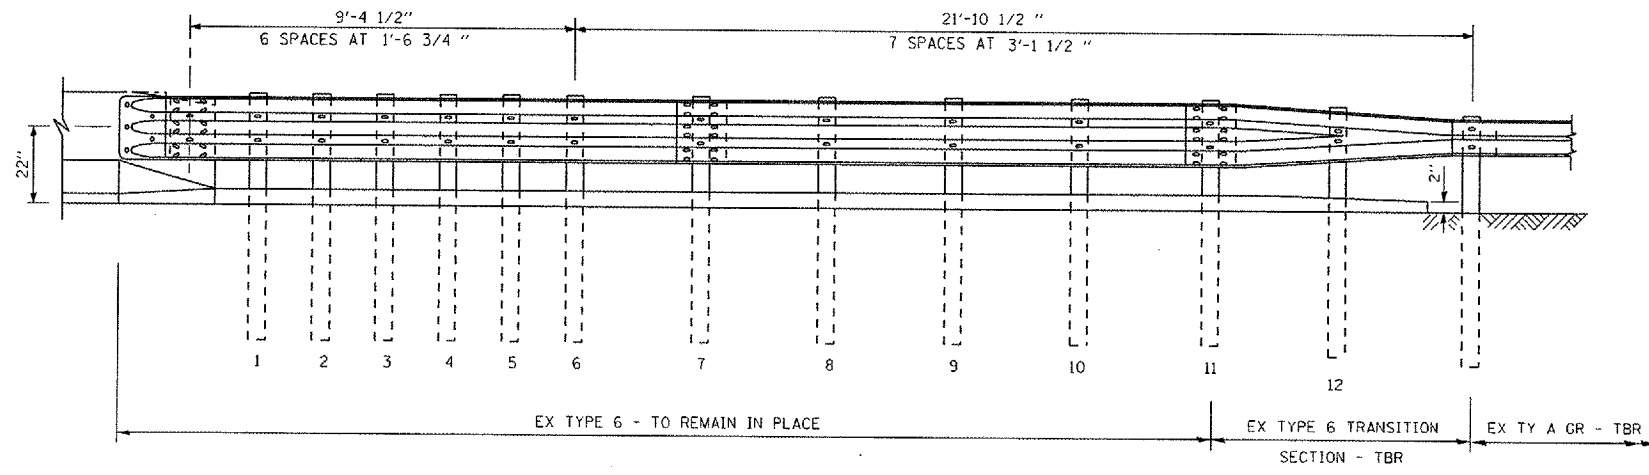 9'-4 1/2"
6 SPACES AT 1'-6 3/4 "
21'-10 1/2 "
7 SPACES AT 3'-1 1/2 "
22"
2"
1 2 3 4 5 6 7 8 9 10 11 12
EX TYPE 6 - TO REMAIN IN PLACE
EX TYPE 6 TRANSITION
SECTION - TBR
EX TY A GR - TBR